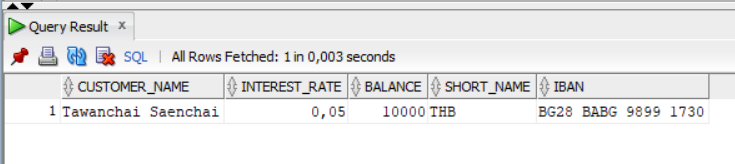 Query Result x
SQL | All Rows Fetched: 1 in 0,003 seconds
CUSTOMER_NAME INTEREST_RATE BALANCE SHORT_NAME IBAN
1 Tawanchai Saenchai 0,05 10000 THB BG28 BABG 9899 1730